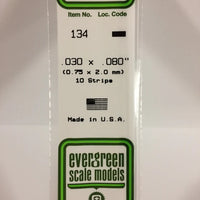 Item No. Loc. Code
134
.030 x .080"
(0.75 x 2.0 mm)
10 Strips
Made in U.S.A.
evergreen
scale models